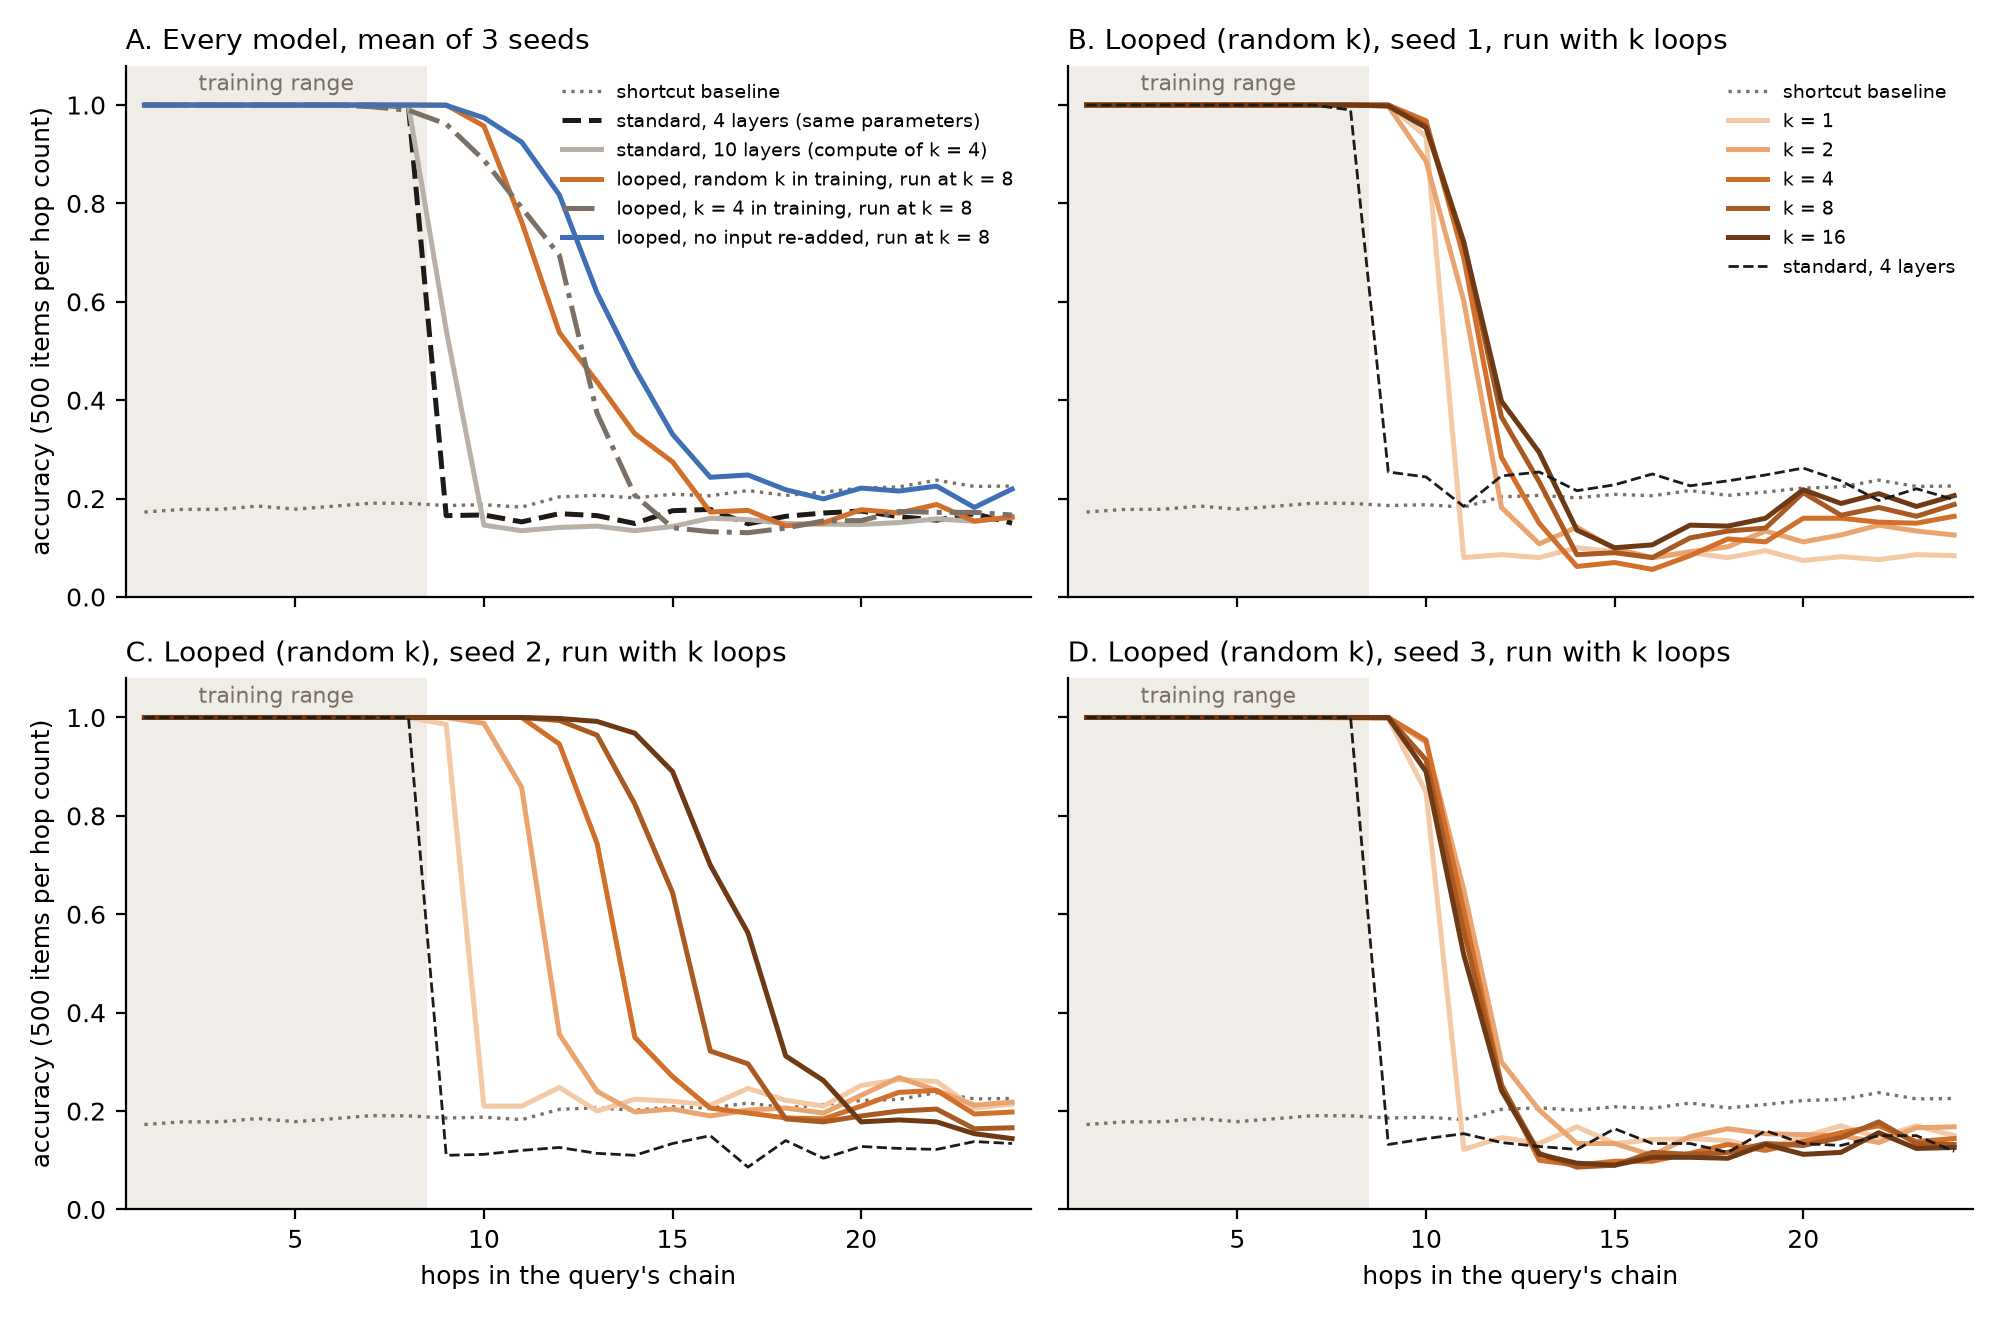 A. Every model, mean of 3 seeds
training range
shortcut baseline
standard, 4 layers (same parameters)
standard, 10 layers (compute of k = 4)
looped, random k in training, run at k = 8
looped, k = 4 in training, run at k = 8
looped, no input re-added, run at k = 8
accuracy (500 items per hop count)
1.0
0.8
0.6
0.4
0.2
0.0
B. Looped (random k), seed 1, run with k loops
training range
shortcut baseline
k = 1
k = 2
k = 4
k = 8
k = 16
standard, 4 layers
C. Looped (random k), seed 2, run with k loops
training range
accuracy (500 items per hop count)
1.0
0.8
0.6
0.4
0.2
0.0
5 10 15 20
hops in the query's chain
D. Looped (random k), seed 3, run with k loops
training range
5 10 15 20
hops in the query's chain